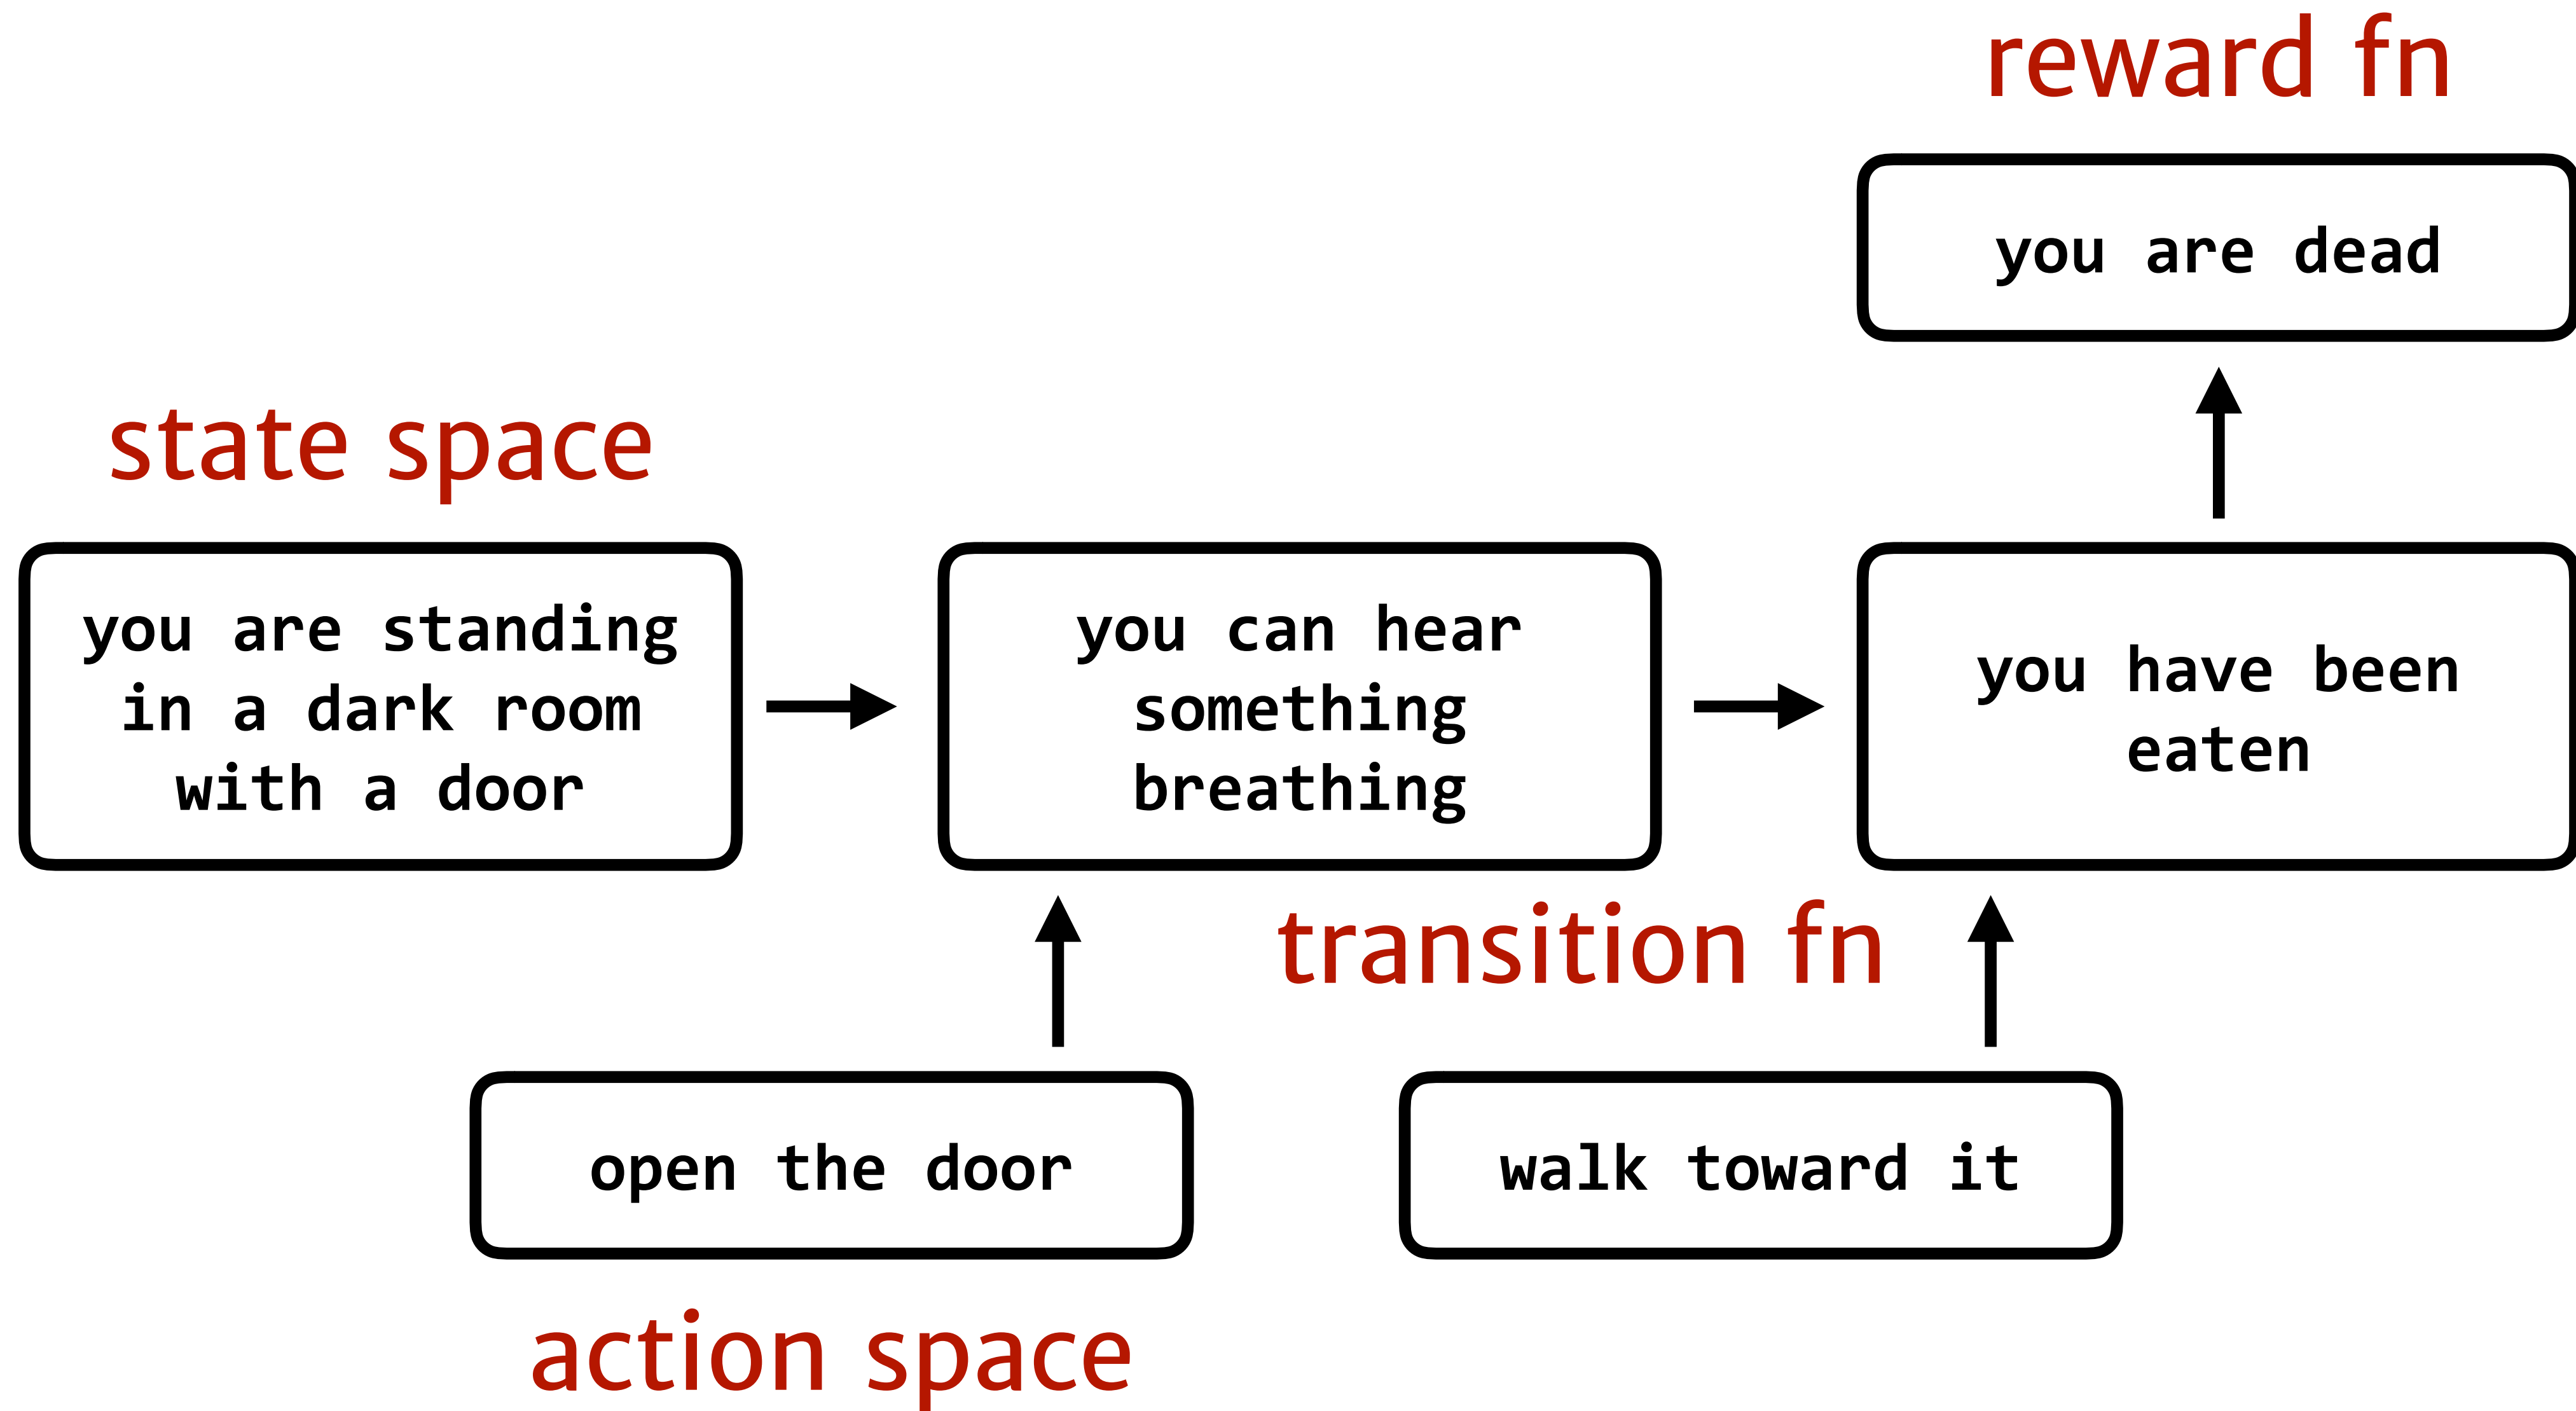 reward fn
you are dead
state space
you are standing
in a dark room
with a door
you can hear
something
breathing
you have been
eaten
transition fn
open the door
walk toward it
action space